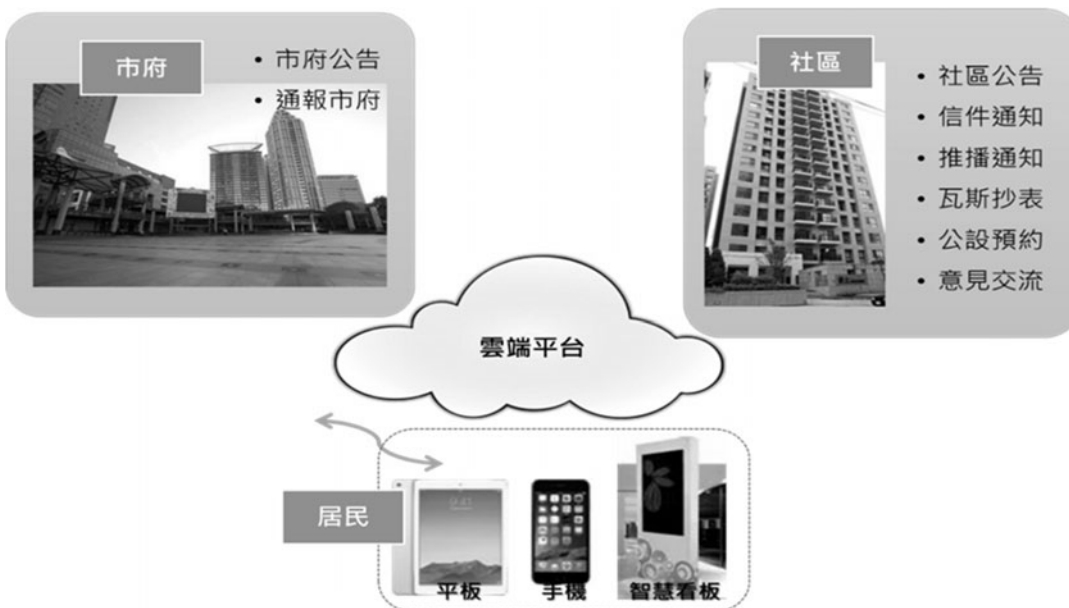 市府
• 市府公告
• 通報市府
社區
• 社區公告
• 信件通知
• 推播通知
• 瓦斯抄表
• 公設預約
• 意見交流
雲端平台
居民
9:41
平板
手機
智慧看板